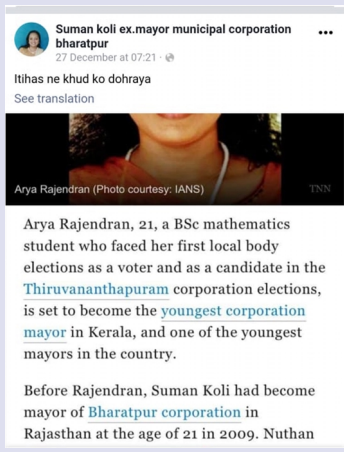 Suman koli ex.mayor municipal corporation
bharatpur
27 December at 07:21 ·
Itihas ne khud ko dohraya
See translation
Arya Rajendran (Photo courtesy: IANS)
TNN
Arya Rajendran, 21, a BSc mathematics
student who faced her first local body
elections as a voter and as a candidate in the
Thiruvananthapuram corporation elections,
is set to become the youngest corporation
mayor in Kerala, and one of the youngest
mayors in the country.
Before Rajendran, Suman Koli had become
mayor of Bharatpur corporation in
Rajasthan at the age of 21 in 2009. Nuthan